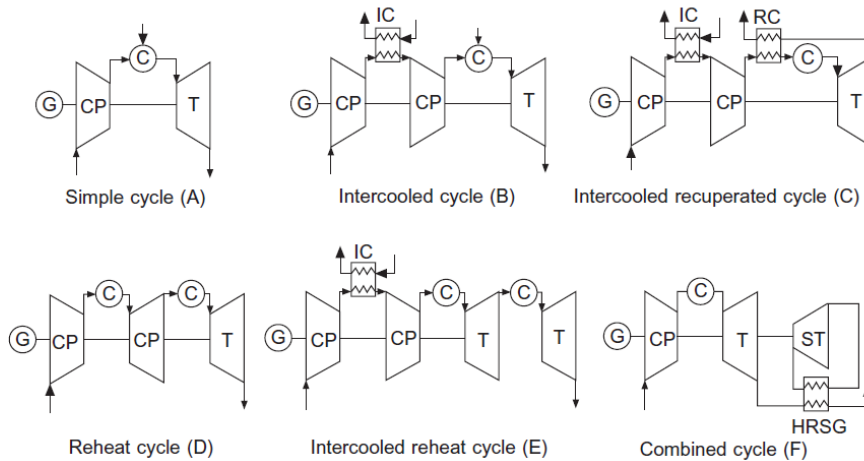 IC
IC
RC
C
C
G
CP
T
G
CP
CP
T
G
CP
CP
T
Simple cycle (A)
Intercooled cycle (B)
Intercooled recuperated cycle (C)
IC
C
C
C
C
C
G
CP
CP
T
G
CP
CP
T
T
G
CP
T
ST
HRSG
Reheat cycle (D)
Intercooled reheat cycle (E)
Combined cycle (F)